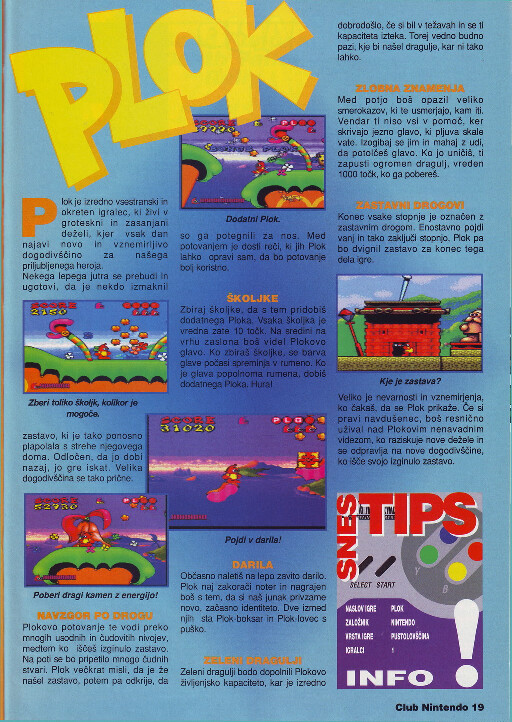 PLOK
Plok je izredno vsestranski in
okreten igralec, ki živi v
groteskni in zasanjani
deželi, kjer vsak dan
najavi novo in vznemirljivo
dogodivščino za našega
priljubljenega heroja.
Nekega lepega jutra se prebudi in
ugotovi, da je nekdo izmaknil
SCORE
2150
Zberi toliko školjk, kolikor je
mogoče.
zastavo, ki je tako ponosno
plapolala s strehe njegovega
doma. Odločen, da jo dobi
nazaj, jo gre iskat. Velika
dogodivščina se tako prične.
SCORE
52930
Poberi dragi kamen z energijo!
NAVZGOR PO DROGU
Plokovo potovanje te vodi preko
mnogih usodnih in čudovitih nivojev,
medtem ko iščeš izginulo zastavo.
Na poti se bo pripetilo mnogo čudnih
stvari. Plok večkrat misli, da je že
našel zastavo, potem pa odkrije, da
Dodatni Plok.
so ga potegnili za nos. Med
potovanjem je dosti reči, ki jih Plok
lahko opravi sam, da bo potovanje
bolj koristno.
ŠKOLJKE
Zbiraj školjke, da s tem pridobiš
dodatnega Ploka. Vsaka školjka je
vredna zate 10 točk. Na sredini na
vrhu zaslona boš videl Plokovo
glavo. Ko zbiraš školjke, se barva
glave počasi spreminja v rumeno. Ko
je glava popolnoma rumena, dobiš
dodatnega Ploka. Hura!
SCORE
31020
PLOK
Pojdi v darila!
DARILA
Občasno naletiš na lepo zavito darilo.
Plok naj zakorači noter in nagrajen
boš s tem, da si naš junak privzame
novo, začasno identiteto. Dve izmed
njih sta Plok-boksar in Plok-lovec s
puško.
ZELENI DRAGULJI
Zeleni dragulji bodo dopolnili Plokovo
življenjsko kapaciteto, kar je izredno
dobrodošlo, če si bil v težavah in se ti
kapaciteta izteka. Torej vedno budno
pazi, kje bi našel dragulje, kar ni tako
lahko.
ZLOBNA ZNAMENJA
Med potjo boš opazil veliko
smerokazov, ki te usmerjajo, kam iti.
Vendar ti niso vsi v pomoč, ker
skrivajo jezno glavo, ki pljuva skale
vate. Izogibaj se jim in mahaj z udi,
da potolčeš glavo. Ko jo uničiš, ti
zapusti ogromen dragulj, vreden
1000 točk, ko ga pobereš.
ZASTAVNI DROGOVI
Konec vsake stopnje je označen z
zastavnim drogom. Enostavno pojdi
vanj in tako zaključi stopnjo. Plok pa
bo dvignil zastavo za konec tega
dela igre.
Kje je zastava?
Veliko je nevarnosti in vznemirjenja,
ko čakaš, da se Plok prikaže. Če si
pravi navdušenec, boš resnično
užival nad Plokovim nenavadnim
videzom, ko raziskuje nove dežele in
se odpravlja na nove dogodivščine,
ko išče svojo izginulo zastavo.
SNES TIPS
SELECT START
Y
B
NASLOV IGRE PLOK
ZALOŽNIK NINTENDO
VRSTA IGRE PUSTOLOVŠČINA
IGRALCI 1
INFO!
Club Nintendo 19